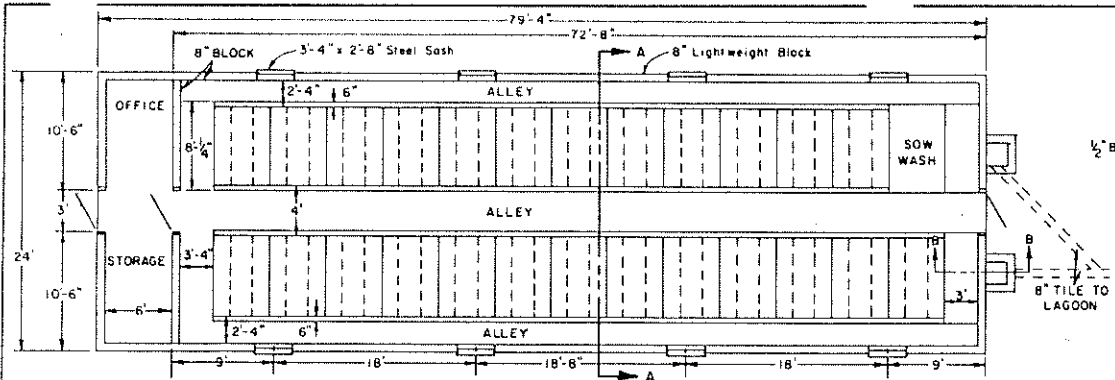 79'-4"
72'-8"
8" BLOCK
3'-4" x 2'-8" Steel Sash
A
8" Lightweight Block
OFFICE
ALLEY
2'-4"
6"
10'-6"
8'-¼"
SOW
WASH
½" B
3'
4'
ALLEY
24'
STORAGE
3'-4"
B
B
10'-6"
8" TILE TO
LAGOON
6'
2'-4"
6"
ALLEY
3'
9'
18'
18'-8"
18'
9'
A